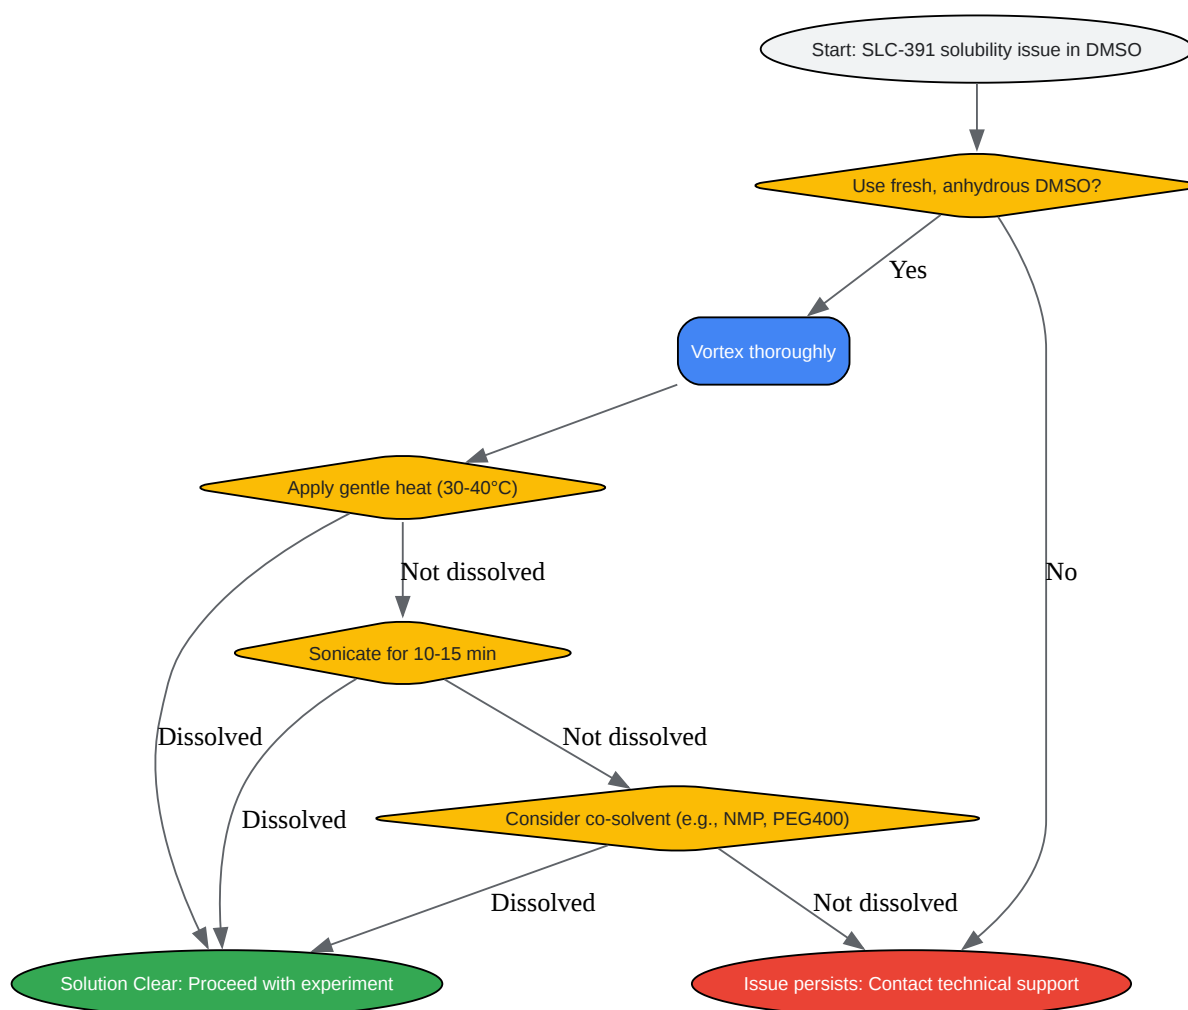 Start: SLC-391 solubility issue in DMSO
Use fresh, anhydrous DMSO?
Yes
Vortex thoroughly
Apply gentle heat (30-40°C)
Not dissolved
No
Sonicate for 10-15 min
Dissolved
Not dissolved
Dissolved
Consider co-solvent (e.g., NMP, PEG400)
Dissolved
Not dissolved
Solution Clear: Proceed with experiment
Issue persists: Contact technical support